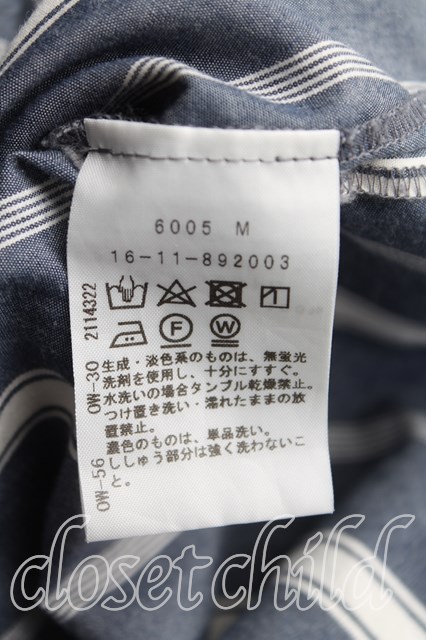 6005 M
16-11-892003
F
W
2114322
OW-30
OW-56
生成・淡色系のものは、無蛍光
洗剤を使用し、十分にすすぐ。
水洗いの場合タンブル乾燥禁止。
つけ置き洗い・濡れたままの放
置禁止。
濃色のものは、単品洗い。
ししゅう部分は強く洗わないこ
と。
closet child